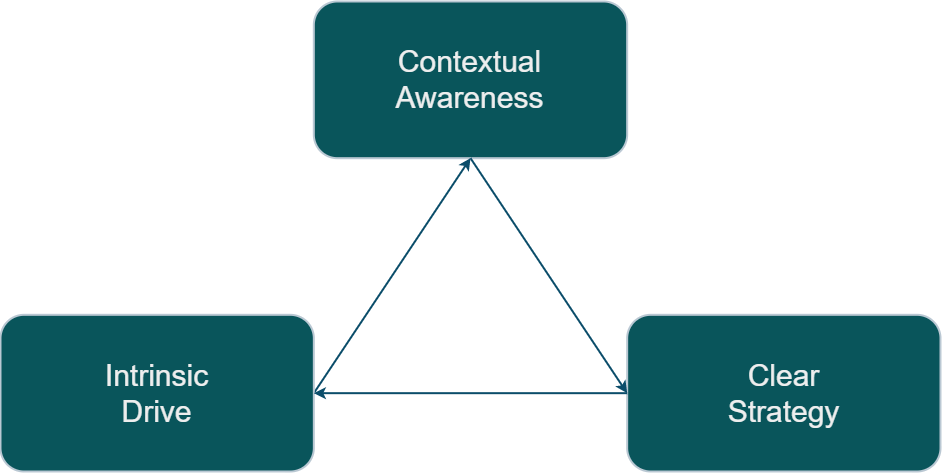 Contextual
Awareness
Intrinsic
Drive
Clear
Strategy